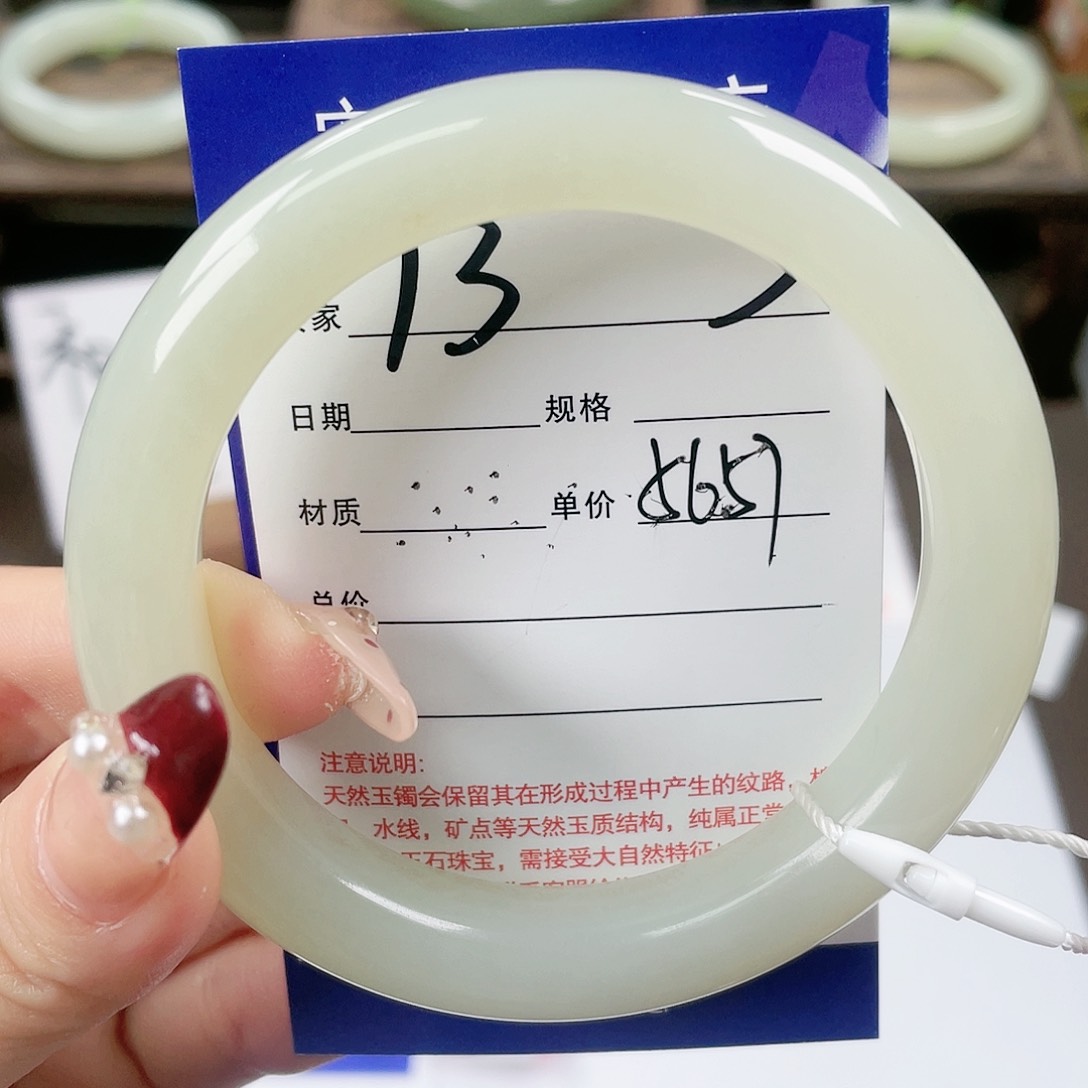 家 13
日期 规格
材质 单价 5657
总价
注意说明:
天然玉镯会保留其在形成过程中产生的纹路,
水线,矿点等天然玉质结构,纯属正常
玉石珠宝,需接受大自然特征